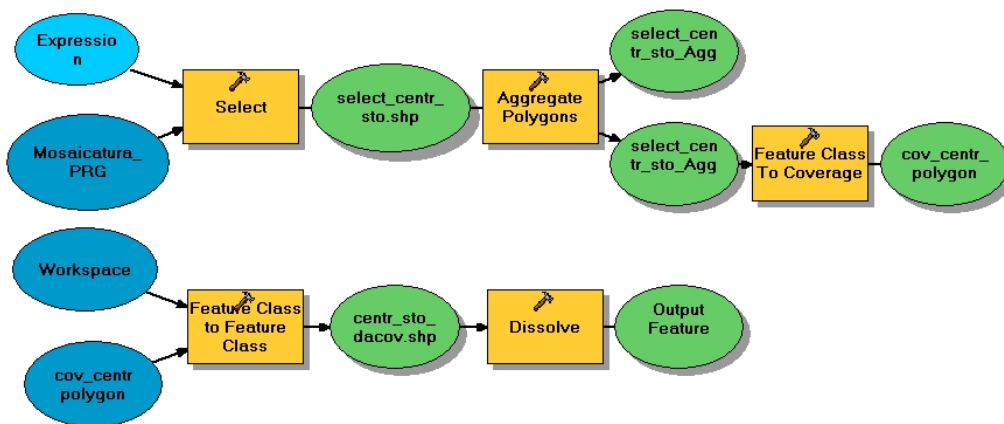 Expressio
n
Mosaicatura_
PRG
Select
select_centr_
sto.shp
Aggregate
Polygons
select_cen
tr_sto_Agg
select_cen
tr_sto_Agg
Feature Class
To Coverage
cov_centr
polygon
Workspace
cov_centr
polygon
Feature Class
to Feature
Class
centr_sto_
dacov.shp
Dissolve
Output
Feature